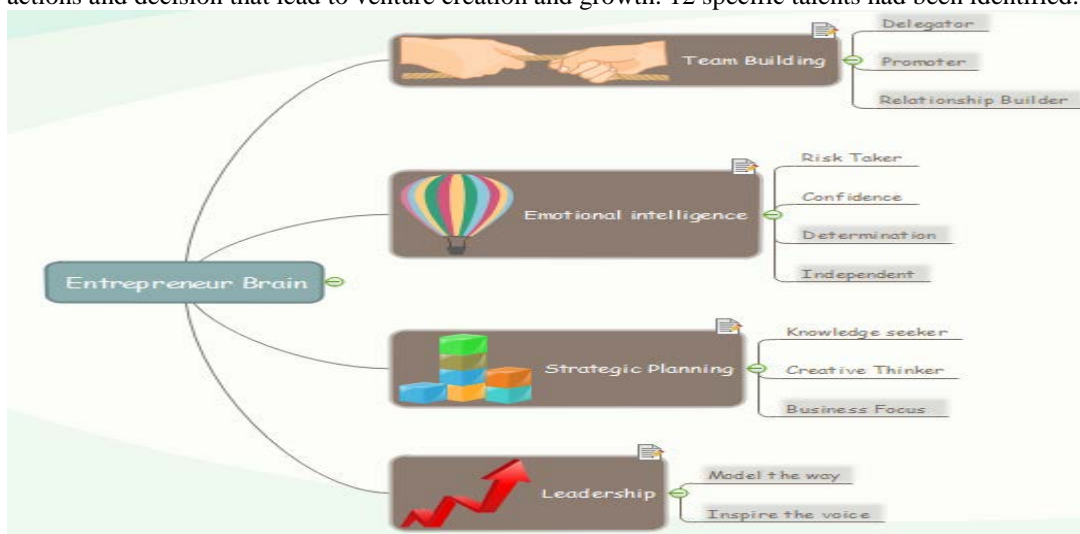 actions and decision that lead to venture creation and growth. 12 specific talents had been identified.
Team Building
Delegator
Promoter
Relationship Builder
Emotional intelligence
Risk Taker
Confidence
Determination
Independent
Entrepreneur Brain
Strategic Planning
Knowledge seeker
Creative Thinker
Business Focus
Leadership
Model the way
Inspire the voice